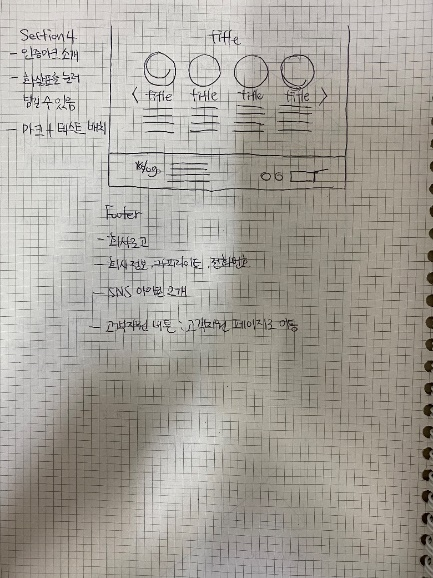 Section 4
- 인증마크 소개
- 화살표를 눌러
넘길 수 있음
- 마크 + 텍스트 배치
title
< title title title title >
logo
Footer
- 회사로고
- 회사정보, 카피라이트, 전화번호
- SNS 아이콘 2개
- 고객지원 버튼 : 고객지원 페이지로 이동